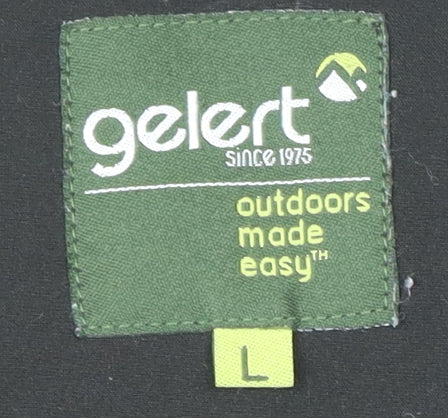 gelert
since 1975
outdoors
made
easy™
L